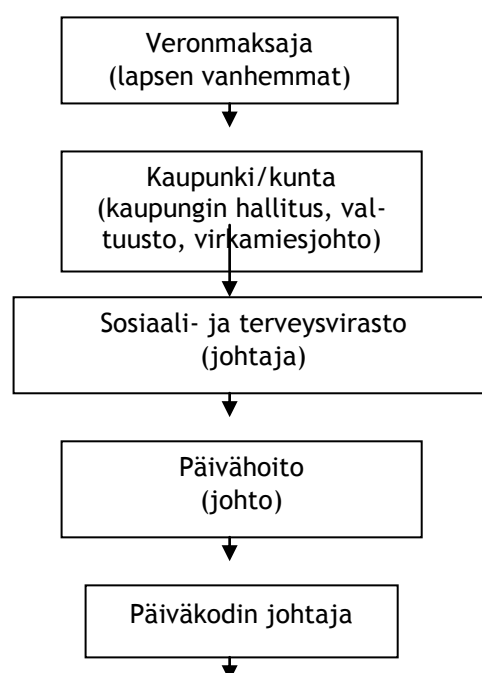 Veronmaksaja
(lapsen vanhemmat)
Kaupunki/kunta
(kaupungin hallitus, val-
tuusto, virkamiesjohto)
Sosiaali- ja terveysvirasto
(johtaja)
Päivähoito
(johto)
Päiväkodin johtaja